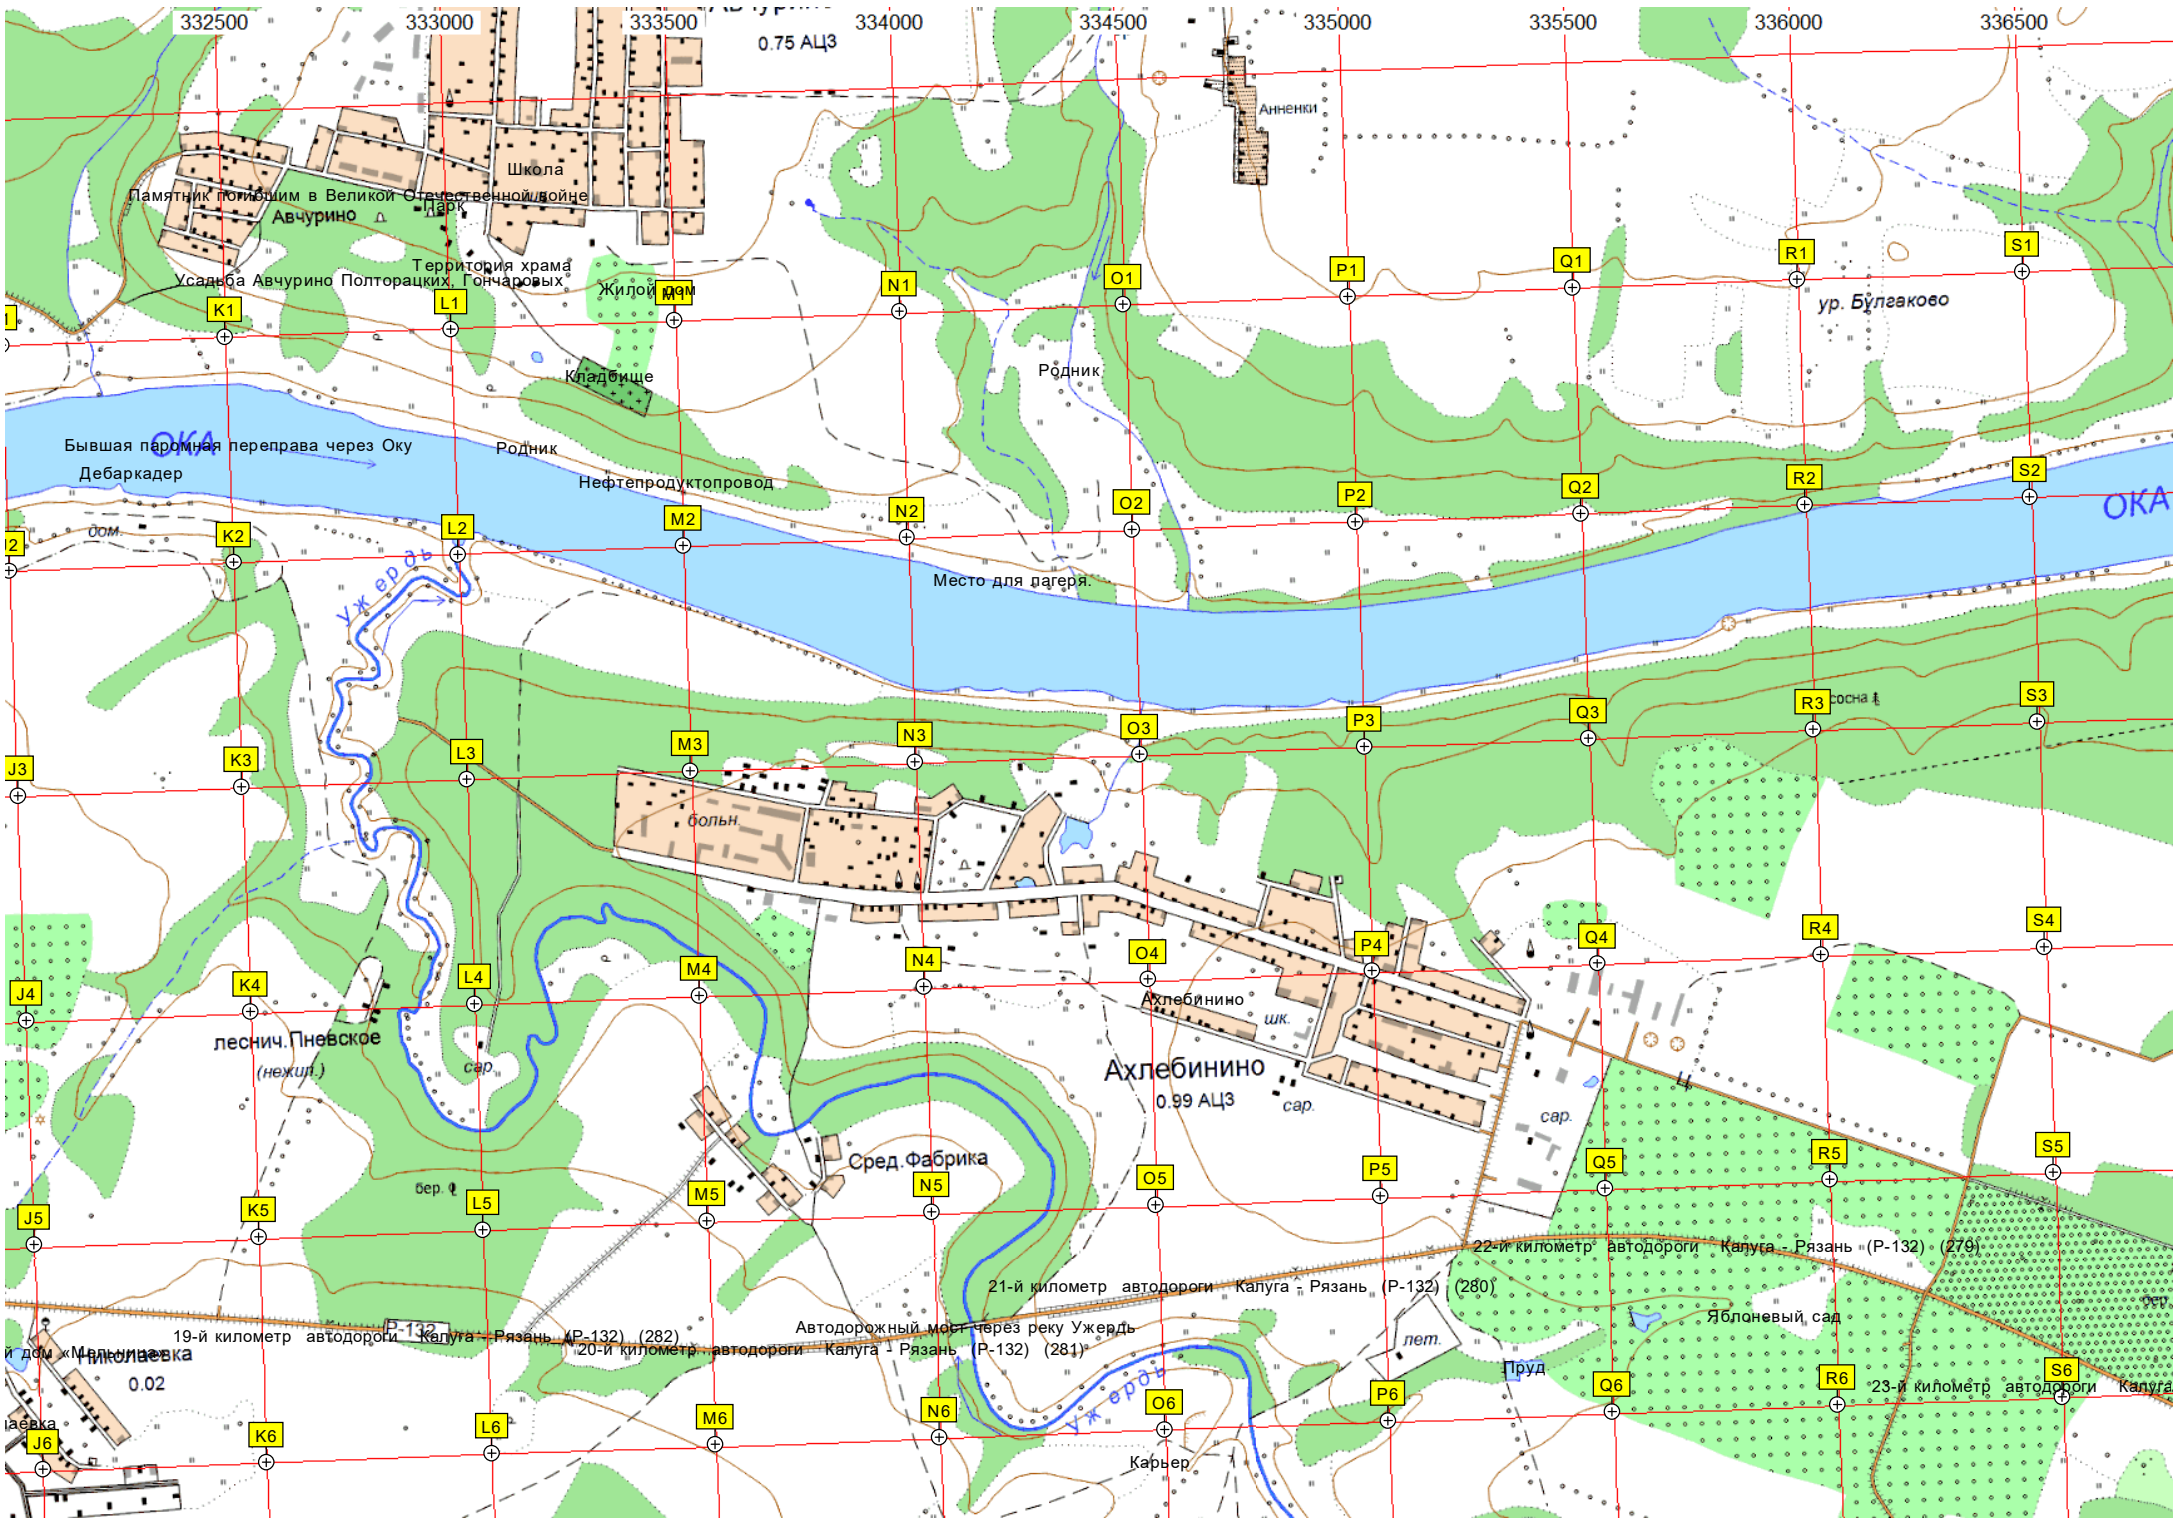 332500 333000 333500 334000 334500 335000 335500 336000 336500
0.75 АЦЗ
Анненки
Школа
Памятник погибшим в Великой Отечественной войне
Парк
Авчурино
Территория храма
Усадьба Авчурино Полторацких, Гончаровых
Жилой дом
K1 L1 M1 N1 O1 P1 Q1 R1 S1
ур. Булгаково
Родник
Кладбище
ОКА
Бывшая паромная переправа через Оку
Родник
Дебаркадер
Нефтепродуктопровод
ОКА
дом.
K2 L2 M2 N2 O2 P2 Q2 R2 S2
Ужердь
Место для лагеря.
сосна
J3 K3 L3 M3 N3 O3 P3 Q3 R3 S3
больн.
J4 K4 L4 M4 N4 O4 P4 Q4 R4 S4
Ахлебинино
шк.
леснич.Пневское
(нежил.)
сар.
Ахлебинино
0.99 АЦЗ
сар.
сар.
Ц
Сред.Фабрика
бер.
J5 K5 L5 M5 N5 O5 P5 Q5 R5 S5
22-й километр автодороги Калуга - Рязань (Р-132) (279)
21-й километр автодороги Калуга - Рязань (Р-132) (280)
бер.
Яблоневый сад
Р-132
Автодорожный мост через реку Ужердь
19-й километр автодороги Калуга - Рязань (Р-132) (282)
20-й километр автодороги Калуга - Рязань (Р-132) (281)
лет.
й дом «Мельница»
Николаевка
0.02
Пруд
Ужердь
23-й километр автодороги Калуга
лаевка
J6 K6 L6 M6 N6 O6 P6 Q6 R6 S6
Карьер